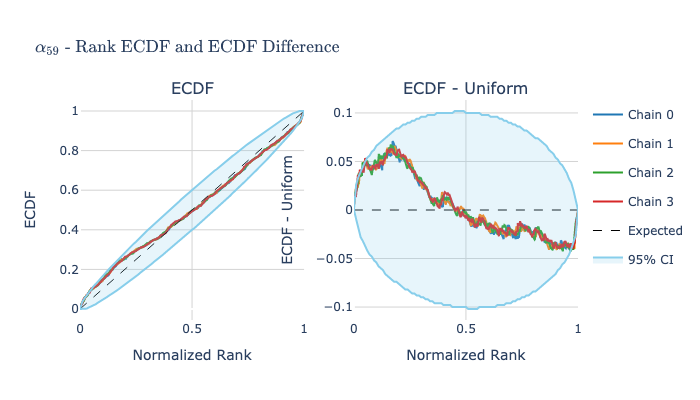 α₅₉ - Rank ECDF and ECDF Difference
ECDF
ECDF - Uniform
1
0.8
0.6
0.4
0.2
0
0
0.5
1
ECDF
Normalized Rank
0.1
0.05
0
−0.05
−0.1
0
0.5
1
ECDF - Uniform
Normalized Rank
Chain 0
Chain 1
Chain 2
Chain 3
Expected
95% CI